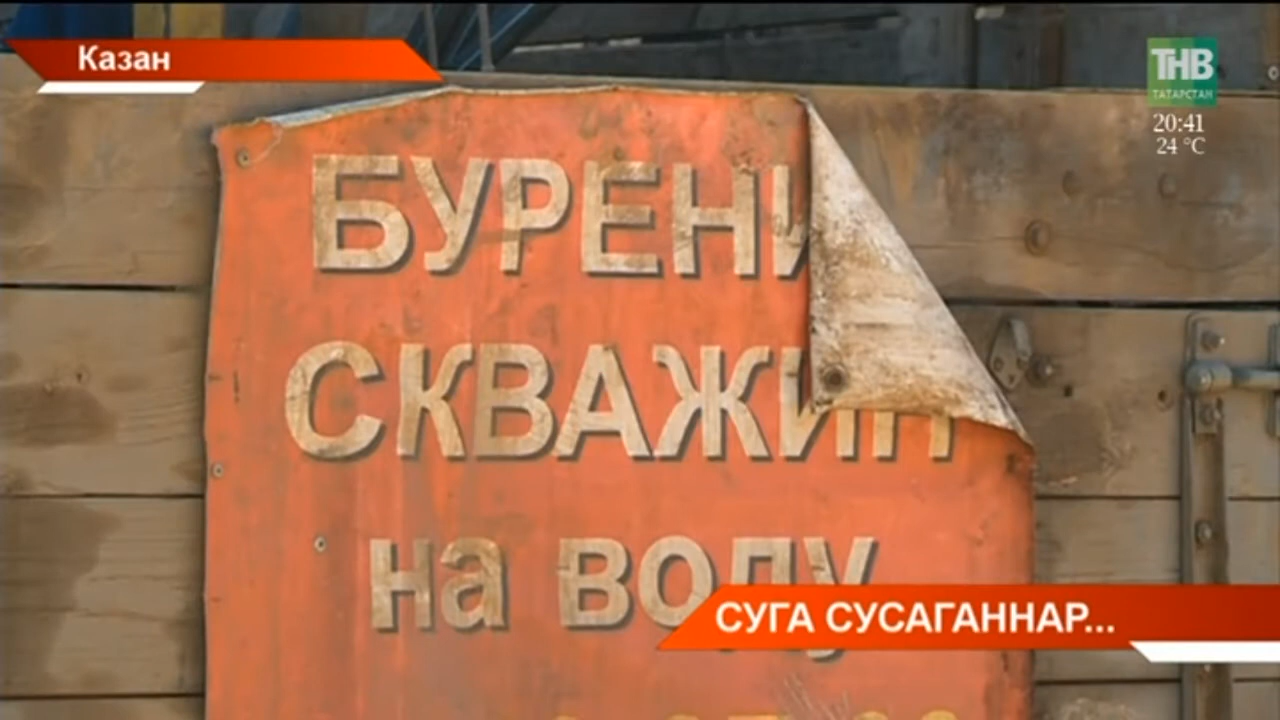 Казан
ТНВ
ТАТАРСТАН
20:41
24 °C
БУРЕНИ
СКВАЖИН
на воду
СУГА СУСАГАННАР...